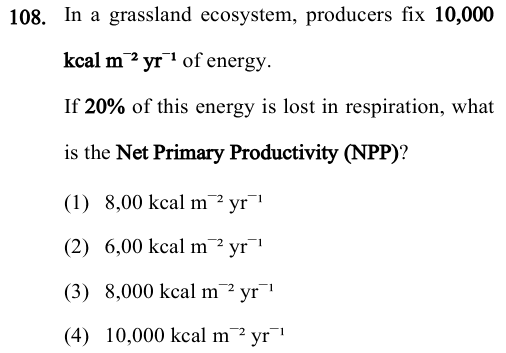 108. In a grassland ecosystem, producers fix 10,000
kcal m⁻² yr⁻¹ of energy.
If 20% of this energy is lost in respiration, what
is the Net Primary Productivity (NPP)?
(1) 8,00 kcal m⁻² yr⁻¹
(2) 6,00 kcal m⁻² yr⁻¹
(3) 8,000 kcal m⁻² yr⁻¹
(4) 10,000 kcal m⁻² yr⁻¹